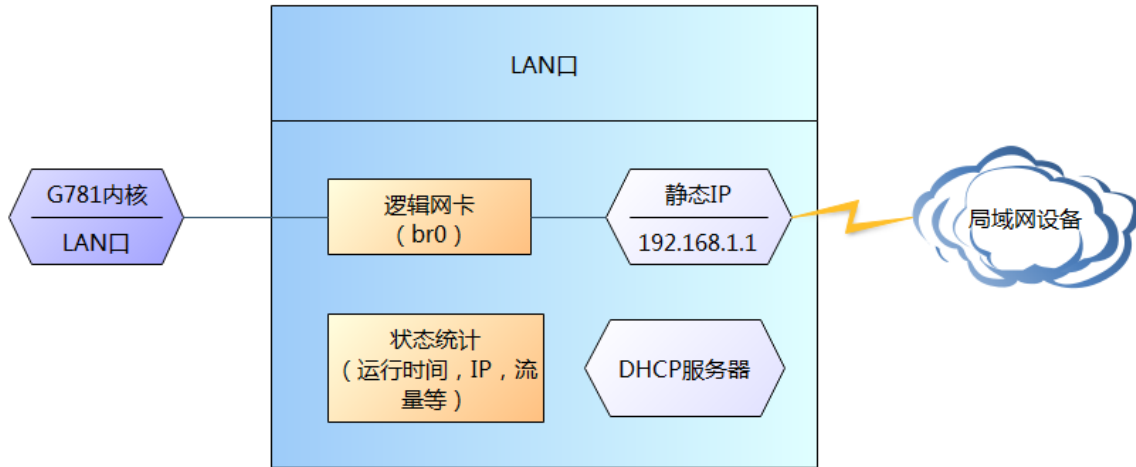 LAN口
G781内核
LAN口
逻辑网卡
（br0）
静态IP
192.168.1.1
局域网设备
状态统计
（运行时间，IP，流
量等）
DHCP服务器